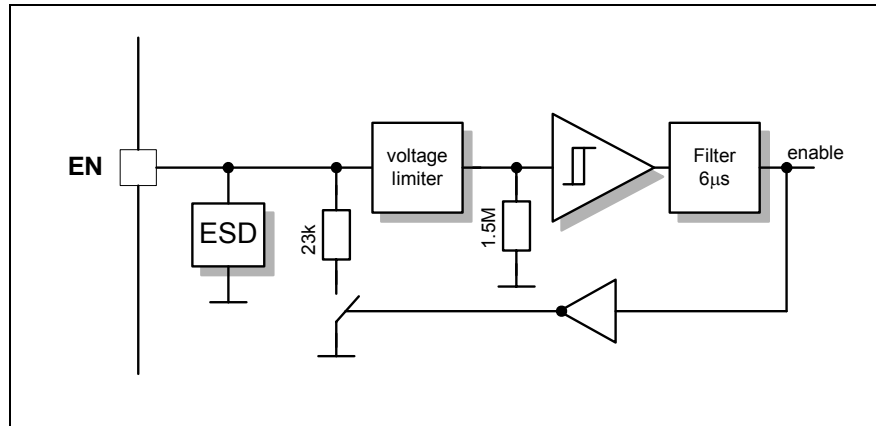 EN
ESD
23k
voltage
limiter
1.5M
Filter
6µs
enable